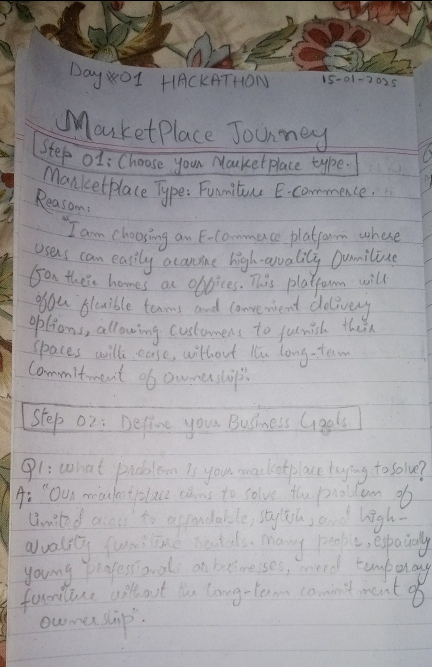 Day #01 HACKATHON 15-01-2025
MarketPlace Journey
Step 01: Choose your Marketplace type.
Marketplace Type: Furniture E-Commerce.
Reason:
"I am choosing an E-Commerce platform where
users can easily acquire high-quality furniture
for their homes or offices. This platform will
offer flexible terms and convenient delivery
options, allowing customers to furnish their
spaces with ease, without the long-term
commitment of ownership".
Step 02: Define your Business Goals.
Q1: what problem is your marketplace trying to solve?
A: "Our marketplace aims to solve the problem of
limited access to affordable, stylish, and high-
quality furniture rentals. Many people, especially
young professionals or businesses, need temporary
furniture without the long-term commitment of
ownership".